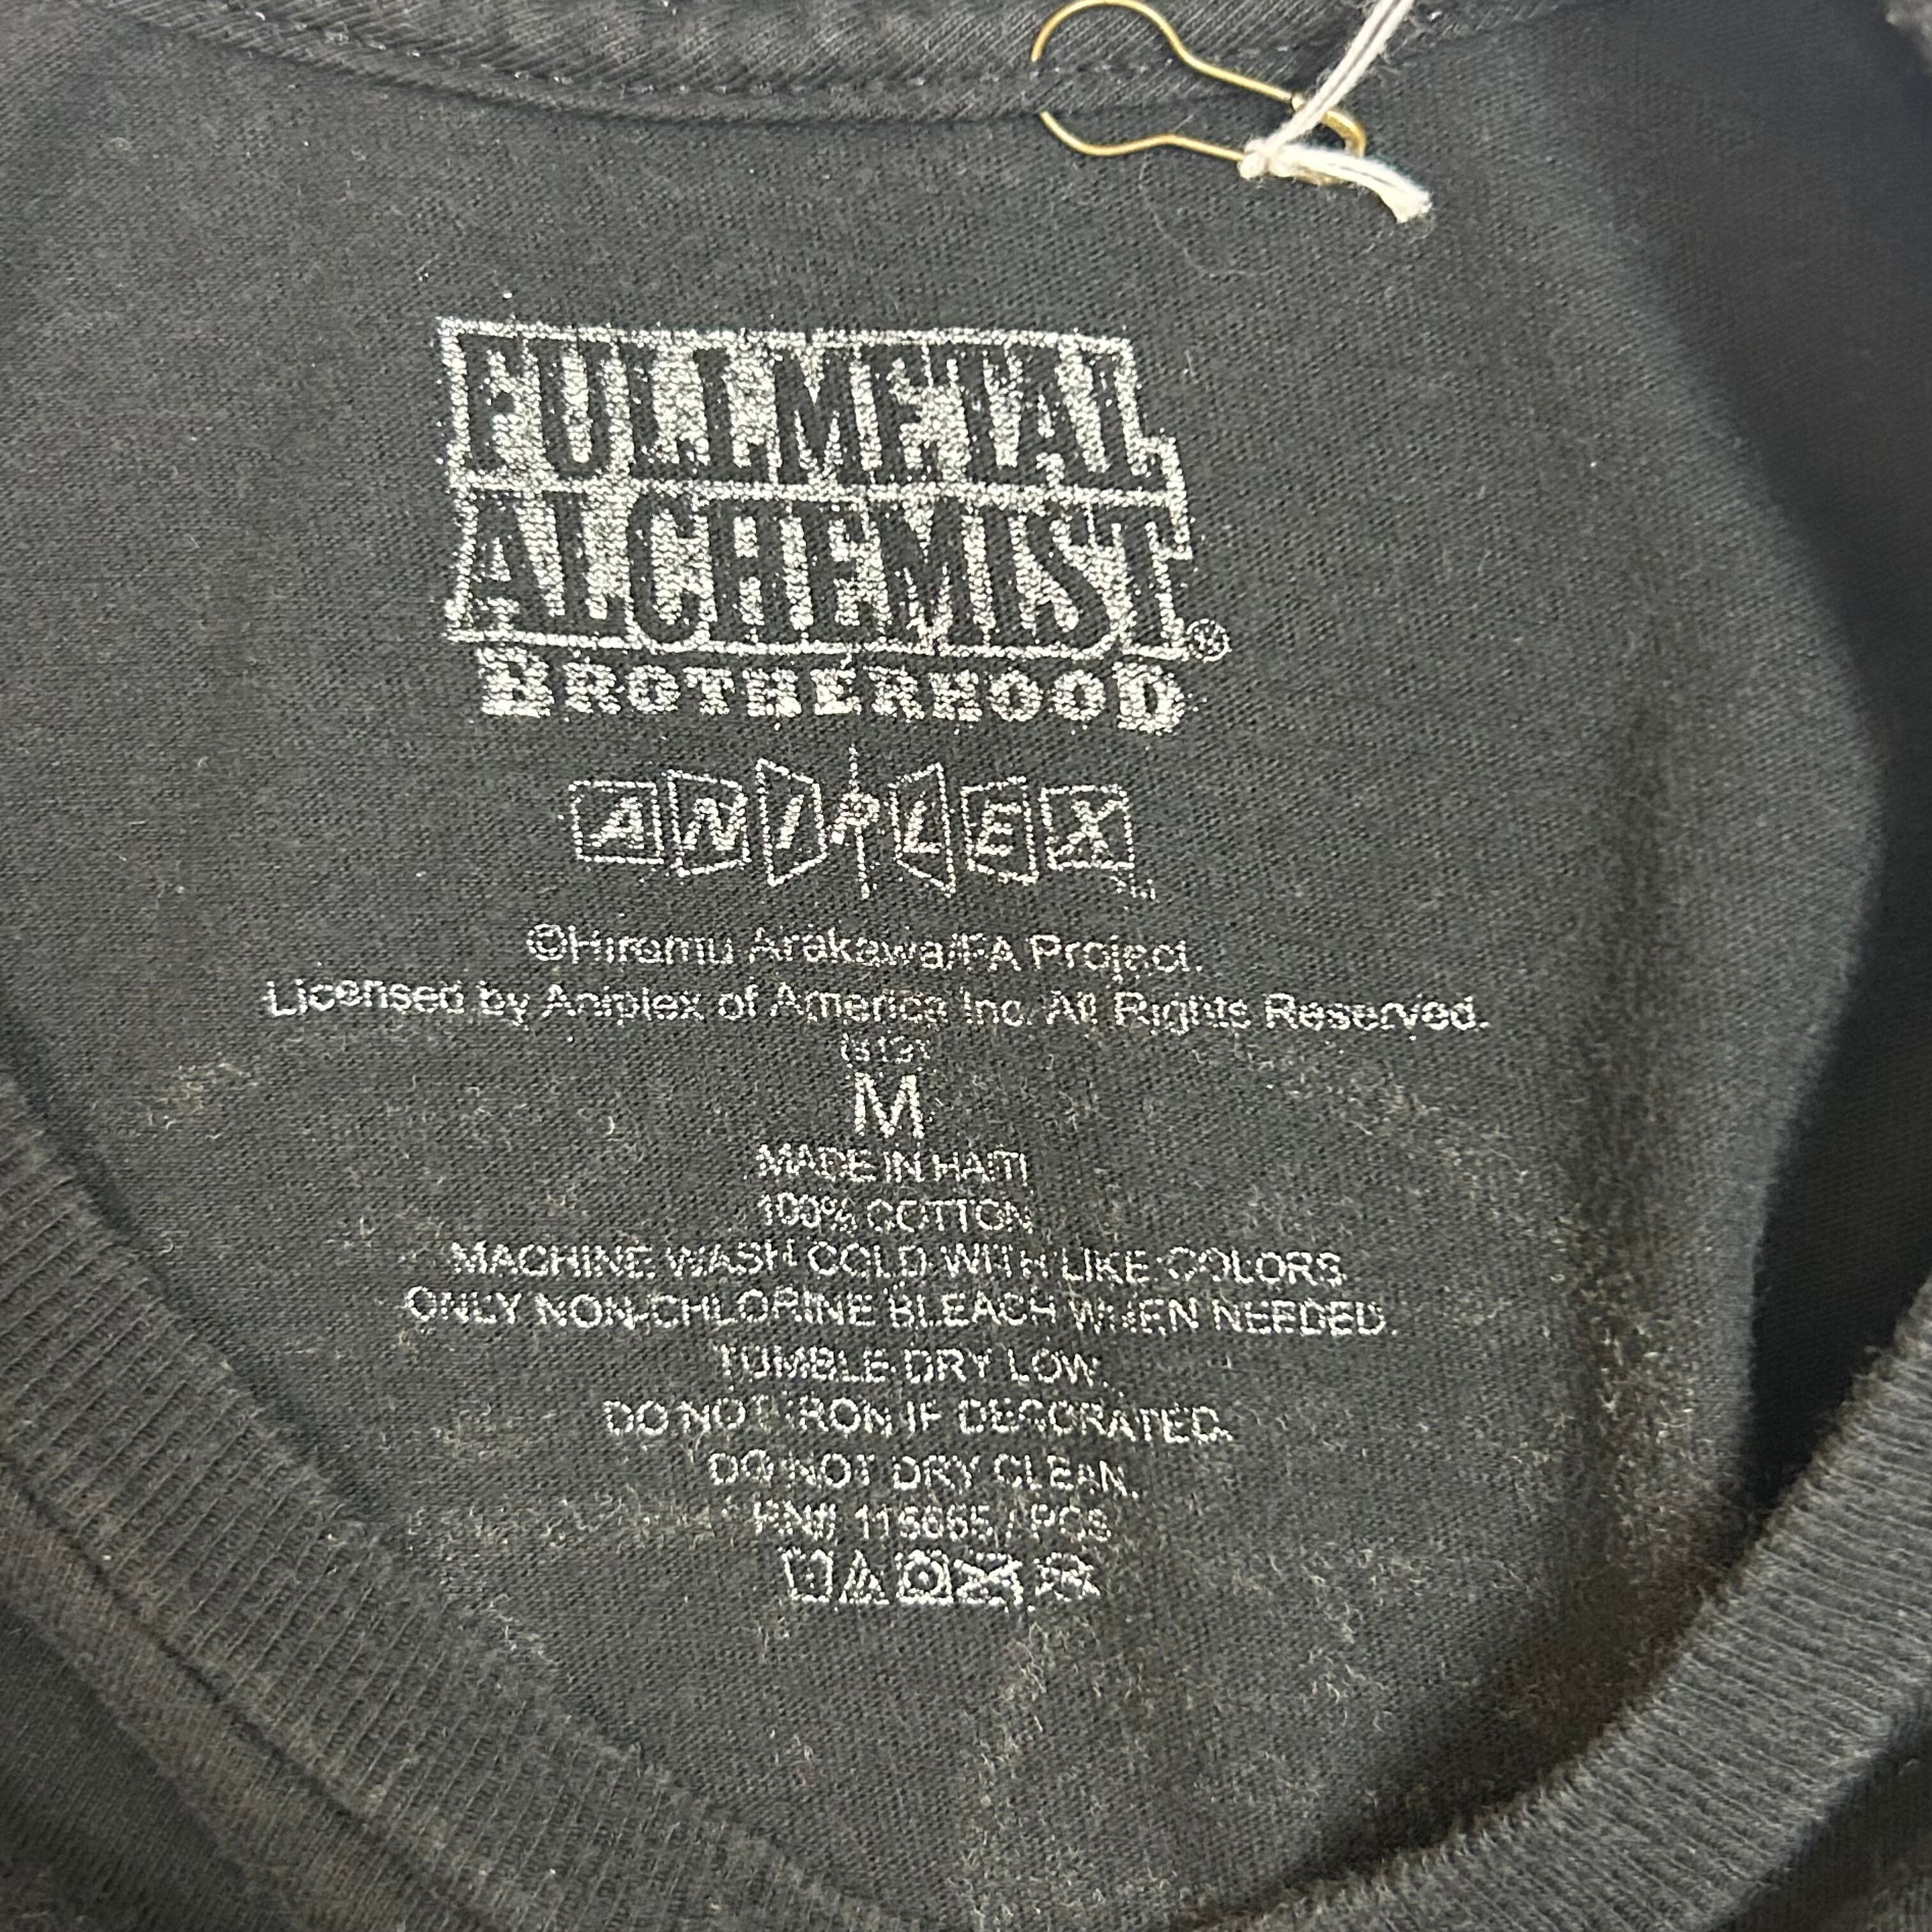 FULLMETAL
ALCHEMIST®
BROTHERHOOD
ANIPLEX
©Hiromu Arakawa/FA Project.
Licensed by Aniplex of America Inc. All Rights Reserved.
M
MADE IN HAITI
100% COTTON
MACHINE WASH COLD WITH LIKE COLORS.
ONLY NON-CHLORINE BLEACH WHEN NEEDED.
TUMBLE DRY LOW.
DO NOT IRON IF DECORATED.
DO NOT DRY CLEAN.
RN#